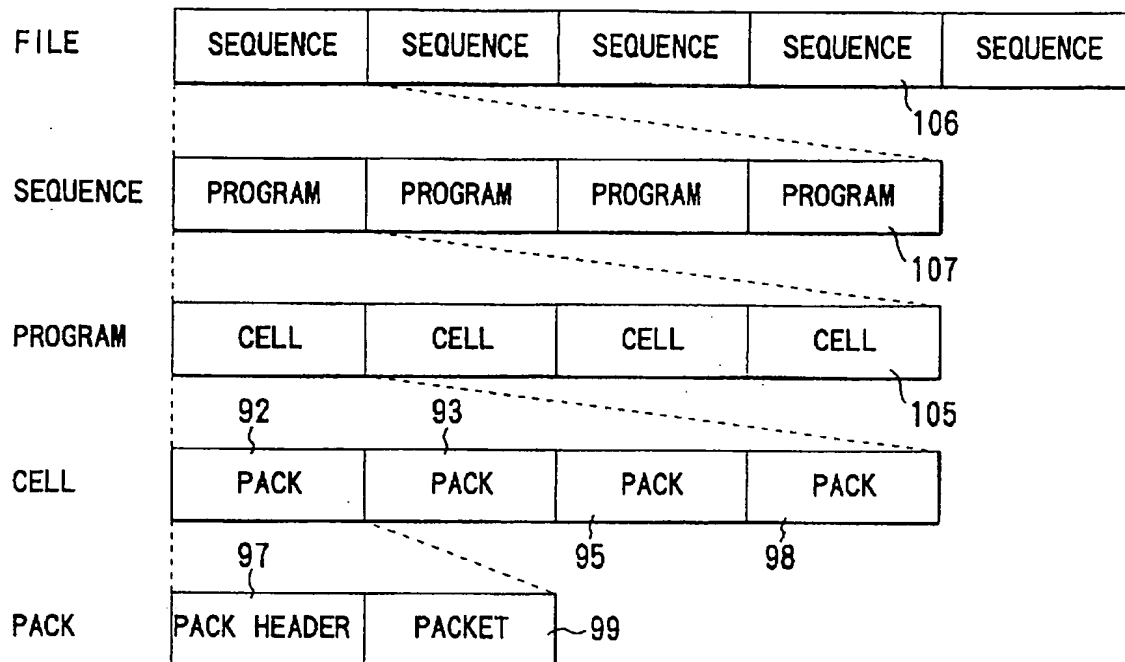 FILE SEQUENCE SEQUENCE SEQUENCE SEQUENCE SEQUENCE
106
SEQUENCE PROGRAM PROGRAM PROGRAM PROGRAM
107
PROGRAM CELL CELL CELL CELL
92 93 105
CELL PACK PACK PACK PACK
97 95 98
PACK PACK HEADER PACKET 99